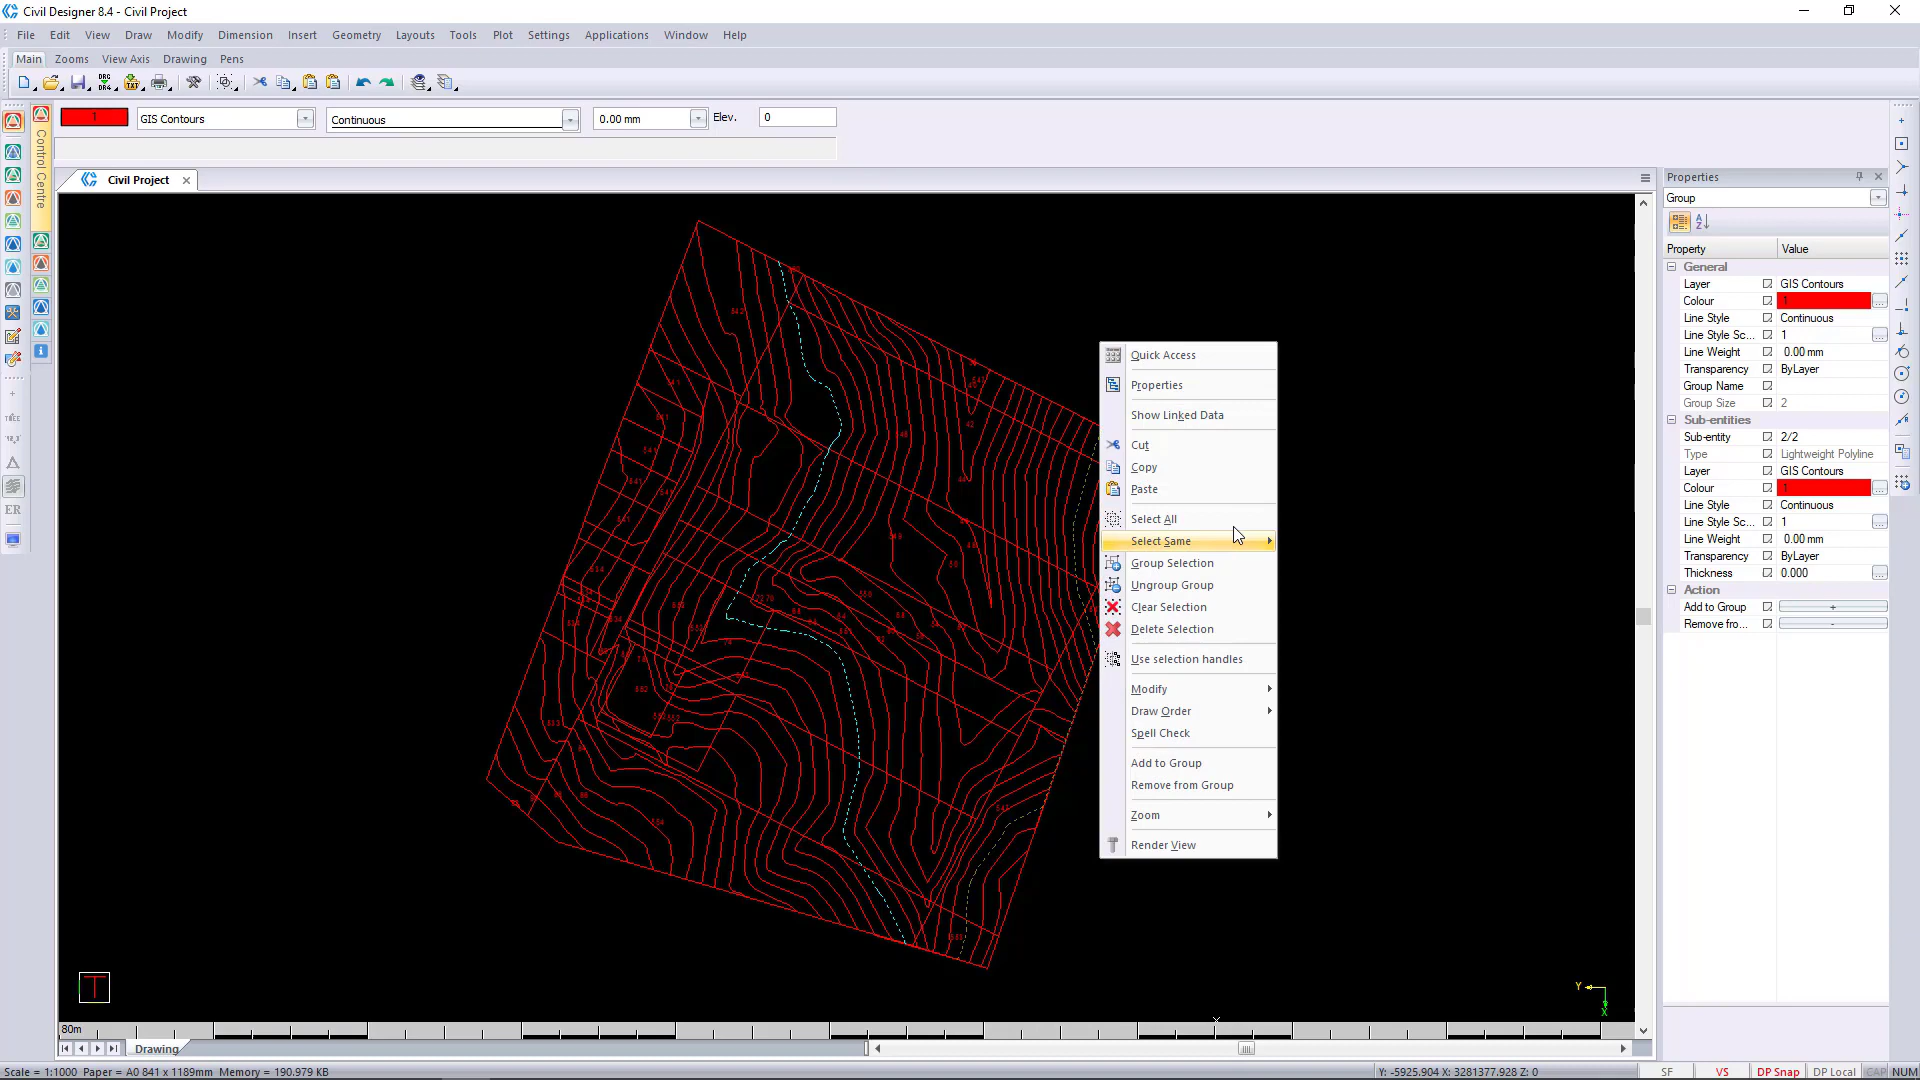 Civil Designer 8.4 - Civil Project
File Edit View Draw Modify Dimension Insert Geometry Layouts Tools Plot Settings Applications Window Help
Main Zooms View Axis Drawing Pens
1 GIS Contours Continuous 0.00 mm Elev. 0
Control Centre
Civil Project
Quick Access
Properties
Show Linked Data
Cut
Copy
Paste
Select All
Select Same
Group Selection
Ungroup Group
Clear Selection
Delete Selection
Use selection handles
Modify
Draw Order
Spell Check
Add to Group
Remove from Group
Zoom
Render View
Properties
Group
Property Value
General
Layer GIS Contours
Colour 1
Line Style Continuous
Line Style Sc... 1
Line Weight 0.00 mm
Transparency ByLayer
Group Name
Group Size 2
Sub-entities
Sub-entity 2/2
Type Lightweight Polyline
Layer GIS Contours
Colour 1
Line Style Continuous
Line Style Sc... 1
Line Weight 0.00 mm
Transparency ByLayer
Thickness 0.000
Action
Add to Group +
Remove fro... -
ER
Y
X
80m
Drawing
Scale = 1:1000 Paper = A0 841 x 1189mm Memory = 190.979 KB Y: -5925.904 X: 3281377.928 Z: 0 SF VS DP Snap DP Local CAP NUM